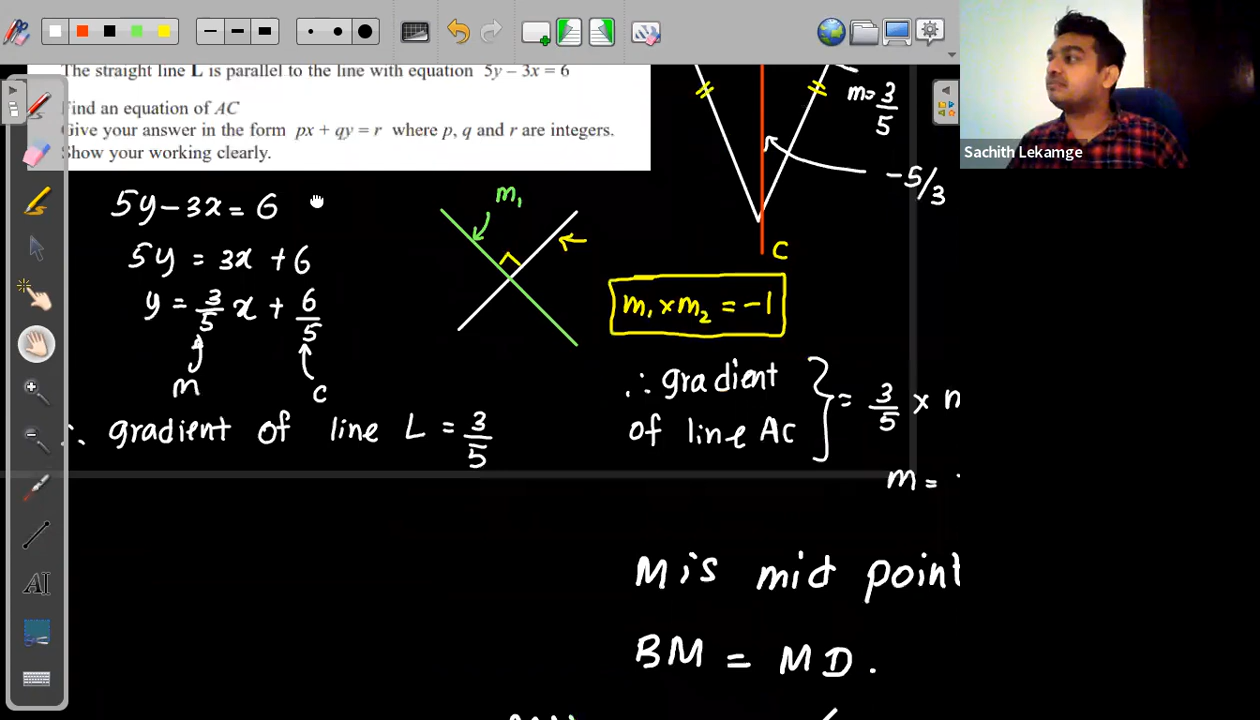 The straight line L is parallel to the line with equation 5y – 3x = 6
Find an equation of AC
Give your answer in the form px + qy = r where p, q and r are integers.
Show your working clearly.
5y – 3x = 6
5y = 3x + 6
y = 3/5 x + 6/5
m
c
∴ gradient of line L = 3/5
m₁
m= 3/5
-5/3
C
m₁ x m₂ = -1
∴ gradient
of line AC
= 3/5 x
m =
M is mid point
BM = MD.
Sachith Lekamge
AI